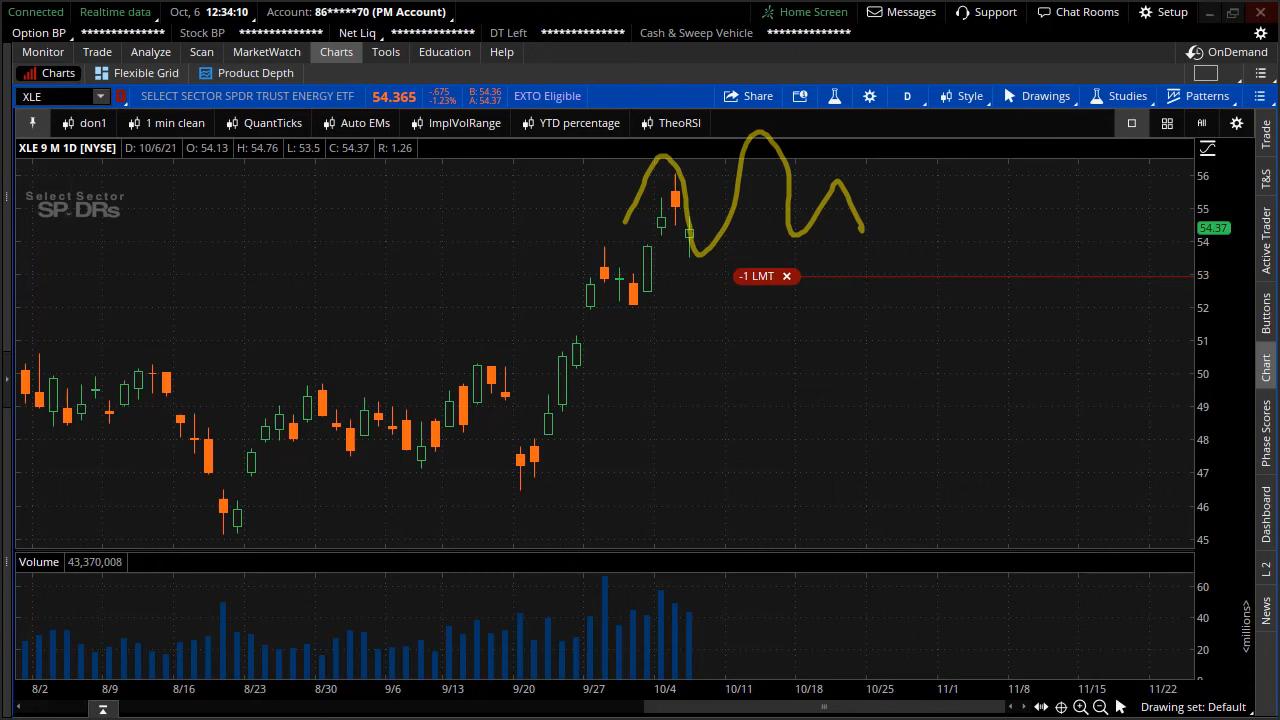 Connected Realtime data Oct, 6 12:34:10 Account: 86*****70 (PM Account) Home Screen Messages Support Chat Rooms Setup
Option BP ************** Stock BP ************** Net Liq ************** DT Left ************** Cash & Sweep Vehicle **************
Monitor Trade Analyze Scan MarketWatch Charts Tools Education Help OnDemand
Charts Flexible Grid Product Depth
XLE SELECT SECTOR SPDR TRUST ENERGY ETF 54.365 -.675 -1.23% B: 54.36 A: 54.37 EXTO Eligible Share D Style Drawings Studies Patterns
don1 1 min clean QuantTicks Auto EMs ImplVolRange YTD percentage TheoRSI All
XLE 9 M 1D [NYSE] D: 10/6/21 O: 54.13 H: 54.76 L: 53.5 C: 54.37 R: 1.26
Select Sector
SPDRs
56
55
54.37
54
53
-1 LMT
52
51
50
49
48
47
46
45
Volume 43,370,008
60
40
20
<millions>
8/2 8/9 8/16 8/23 8/30 9/6 9/13 9/20 9/27 10/4 10/11 10/18 10/25 11/1 11/8 11/15 11/22
Drawing set: Default
Trade
T&S
Active Trader
Buttons
Chart
Phase Scores
Dashboard
L 2
News